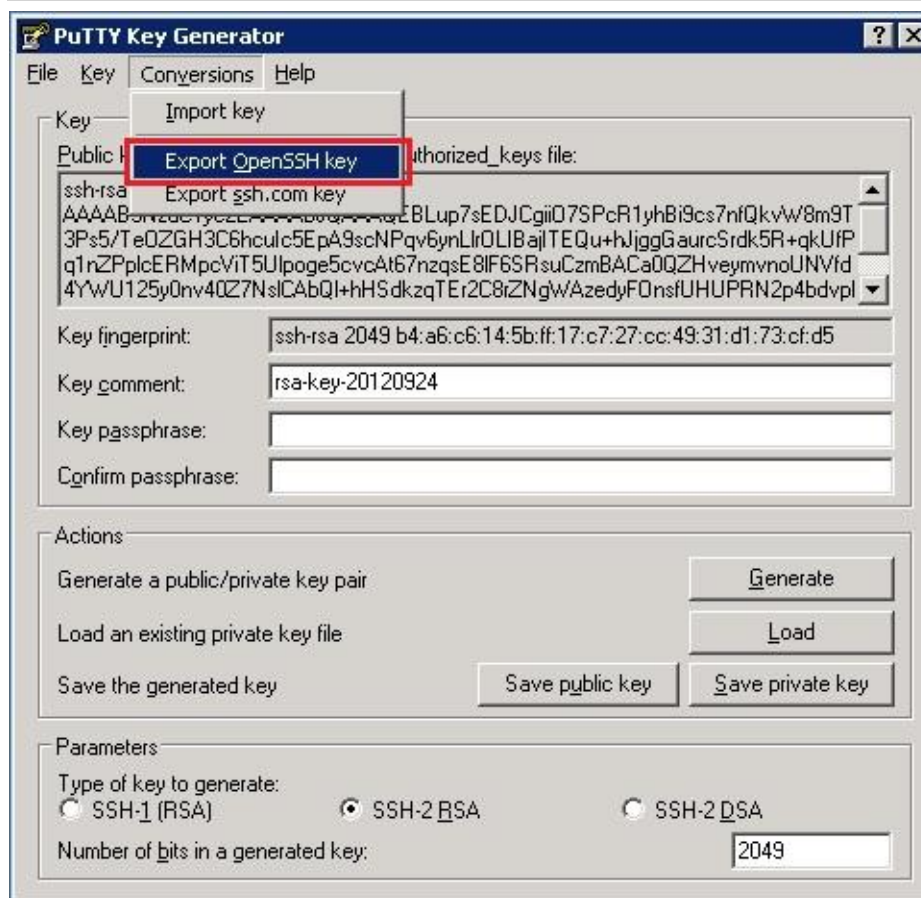 PuTTY Key Generator
File Key Conversions Help
Import key
Export OpenSSH key
Export ssh.com key
Key
Public k uthorized_keys file:
ssh-rsa
3Ps5/TeOZGH3C6hculc5EpA9scNPqv6ynLlrOLIBajlTEQu+hJjggGaurcSrdk5R+qkUfP
q1nZPplcERMpcViT5UIpoge5cvcAt67nzqsE8lF6SRsuCzmBACa0QZHveymvnoUNVfd
4YWU125y0nv40Z7NslCAbQl+hHSdkzqTEr2C8rZNgWAzedyFOnsfUHUPRN2p4bdvpl
Key fingerprint: ssh-rsa 2049 b4:a6:c6:14:5b:ff:17:c7:27:cc:49:31:d1:73:cf:d5
Key comment: rsa-key-20120924
Key passphrase:
Confirm passphrase:
Actions
Generate a public/private key pair Generate
Load an existing private key file Load
Save the generated key Save public key Save private key
Parameters
Type of key to generate:
SSH-1 (RSA) SSH-2 RSA SSH-2 DSA
Number of bits in a generated key: 2049